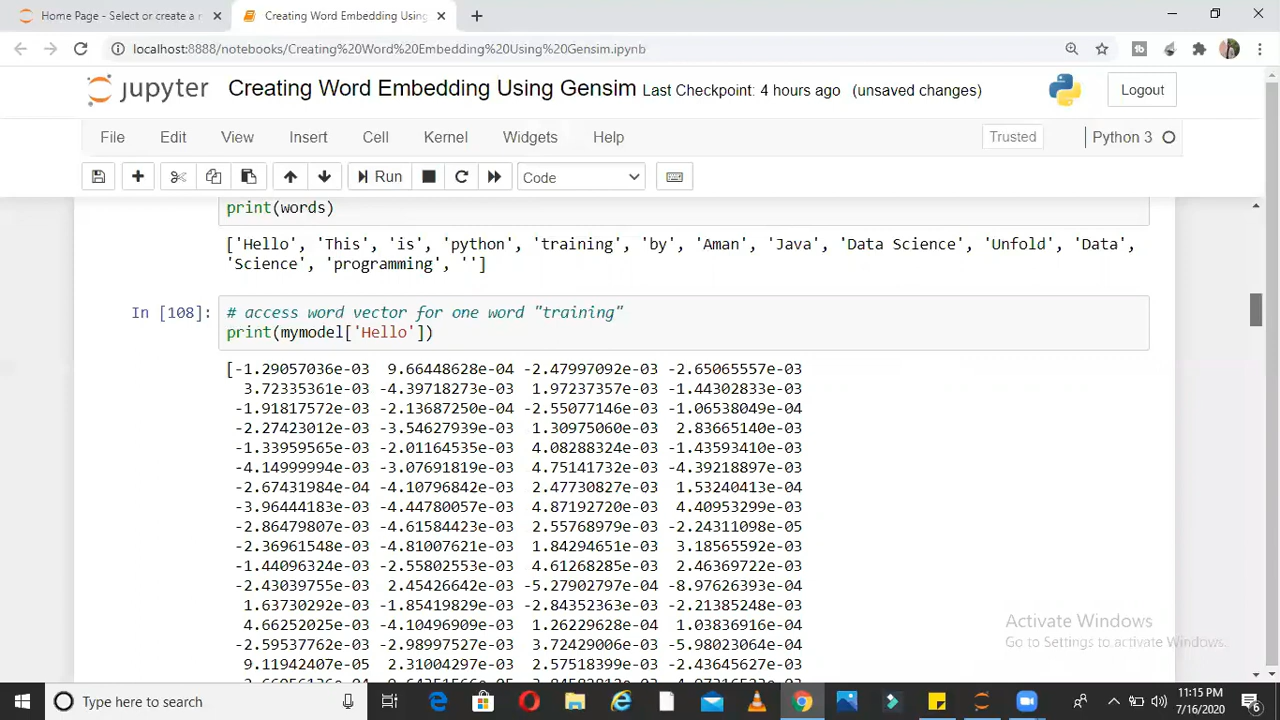 Home Page - Select or create a n
Creating Word Embedding Using
localhost:8888/notebooks/Creating%20Word%20Embedding%20Using%20Gensim.ipynb
jupyter Creating Word Embedding Using Gensim Last Checkpoint: 4 hours ago (unsaved changes)
Logout
File Edit View Insert Cell Kernel Widgets Help
Trusted
Python 3
Run
Code
print(words)
['Hello', 'This', 'is', 'python', 'training', 'by', 'Aman', 'Java', 'Data Science', 'Unfold', 'Data',
'Science', 'programming', '']
In [108]:
# access word vector for one word "training"
print(mymodel['Hello'])
[-1.29057036e-03 9.66448628e-04 -2.47997092e-03 -2.65065557e-03
3.72335361e-03 -4.39718273e-03 1.97237357e-03 -1.44302833e-03
-1.91817572e-03 -2.13687250e-04 -2.55077146e-03 -1.06538049e-04
-2.27423012e-03 -3.54627939e-03 1.30975060e-03 2.83665140e-03
-1.33959565e-03 -2.01164535e-03 4.08288324e-03 -1.43593410e-03
-4.14999994e-03 -3.07691819e-03 4.75141732e-03 -4.39218897e-03
-2.67431984e-04 -4.10796842e-03 2.47730827e-03 1.53240413e-04
-3.96444183e-03 -4.44780057e-03 4.87192720e-03 4.40953299e-03
-2.86479807e-03 -4.61584423e-03 2.55768979e-03 -2.24311098e-05
-2.36961548e-03 -4.81007621e-03 1.84294651e-03 3.18565592e-03
-1.44096324e-03 -2.55802553e-03 4.61268285e-03 2.46369722e-03
-2.43039755e-03 2.45426642e-03 -5.27902797e-04 -8.97626393e-04
1.63730292e-03 -1.85419829e-03 -2.84352363e-03 -2.21385248e-03
4.66252025e-03 -4.10496909e-03 1.26229628e-04 1.03836916e-04
-2.59537762e-03 -2.98997525e-03 3.72429006e-03 -5.98023064e-04
9.11942407e-05 2.31004297e-03 2.57518399e-03 -2.43645627e-03
Activate Windows
Go to Settings to activate Windows.
Type here to search
11:15 PM
7/16/2020
6